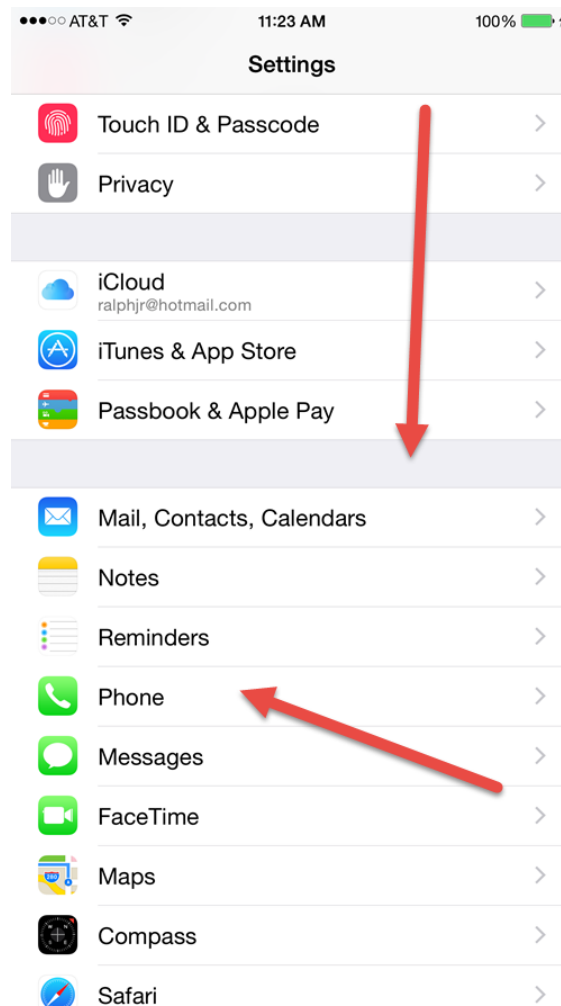 AT&T 11:23 AM 100%
Settings
Touch ID & Passcode
Privacy
iCloud
ralphjr@hotmail.com
iTunes & App Store
Passbook & Apple Pay
Mail, Contacts, Calendars
Notes
Reminders
Phone
Messages
FaceTime
Maps
Compass
Safari